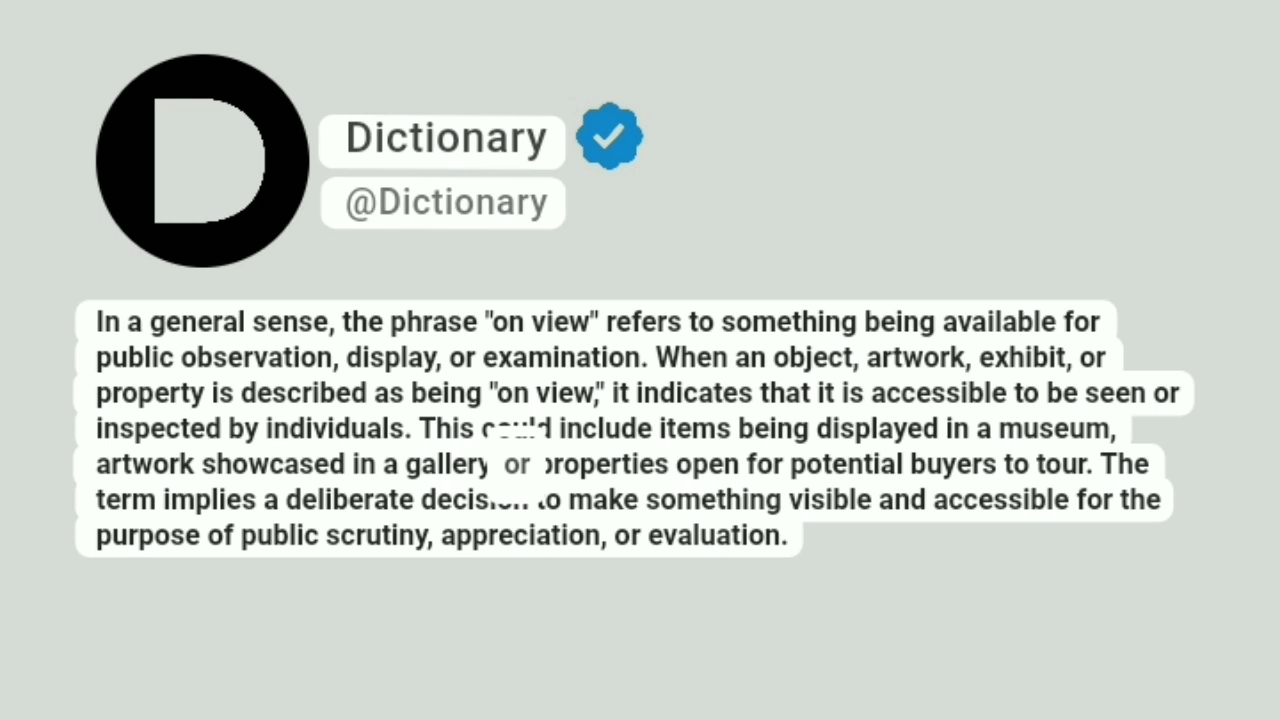 D
Dictionary
@Dictionary
In a general sense, the phrase "on view" refers to something being available for
public observation, display, or examination. When an object, artwork, exhibit, or
property is described as being "on view," it indicates that it is accessible to be seen or
inspected by individuals. This could include items being displayed in a museum,
artwork showcased in a gallery or properties open for potential buyers to tour. The
term implies a deliberate decision to make something visible and accessible for the
purpose of public scrutiny, appreciation, or evaluation.